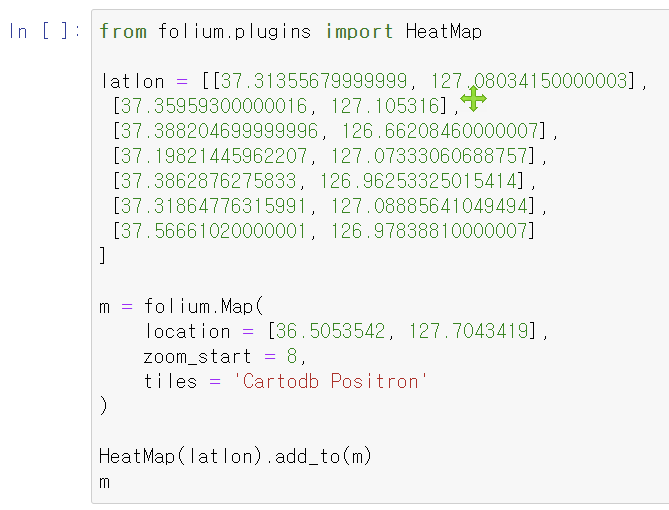 In [ ]: from folium.plugins import HeatMap
latlon = [[37.31355679999999, 127.08034150000003],
[37.35959300000016, 127.105316],
[37.388204699999996, 126.66208460000007],
[37.19821445962207, 127.07333060688757],
[37.3862876275833, 126.96253325015414],
[37.31864776315991, 127.08885641049494],
[37.56661020000001, 126.97838810000007]
]
m = folium.Map(
location = [36.5053542, 127.7043419],
zoom_start = 8,
tiles = 'Cartodb Positron'
)
HeatMap(latlon).add_to(m)
m